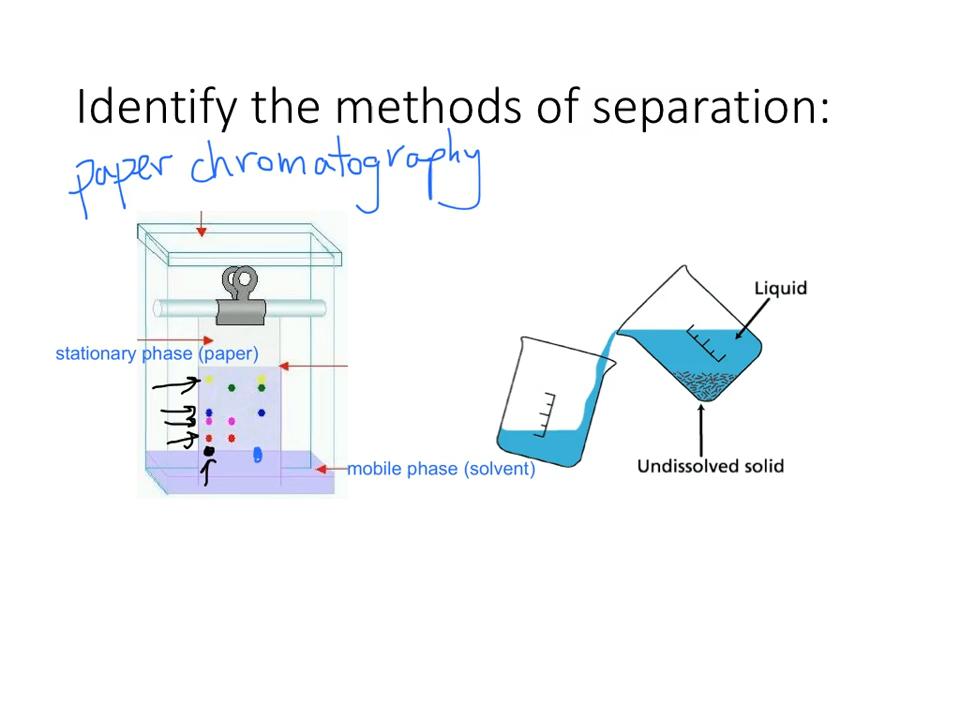 Identify the methods of separation:
paper chromatography
Liquid
stationary phase (paper)
Undissolved solid
mobile phase (solvent)